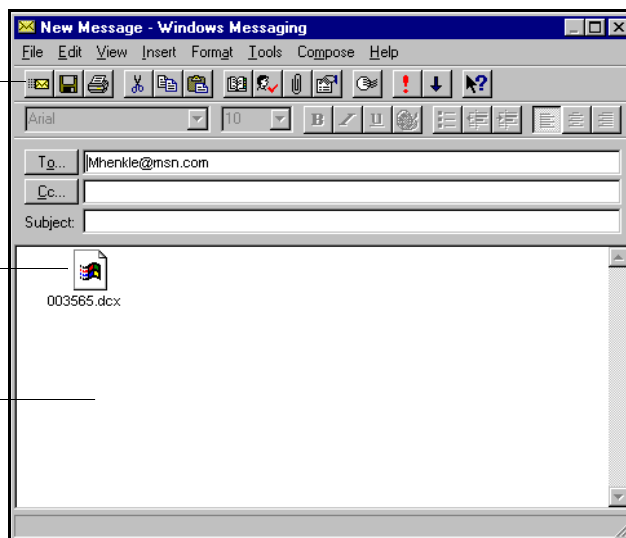 New Message - Windows Messaging
File Edit View Insert Format Tools Compose Help
Arial 10 B I U
To... Mhenkle@msn.com
Cc...
Subject:
003565.dcx